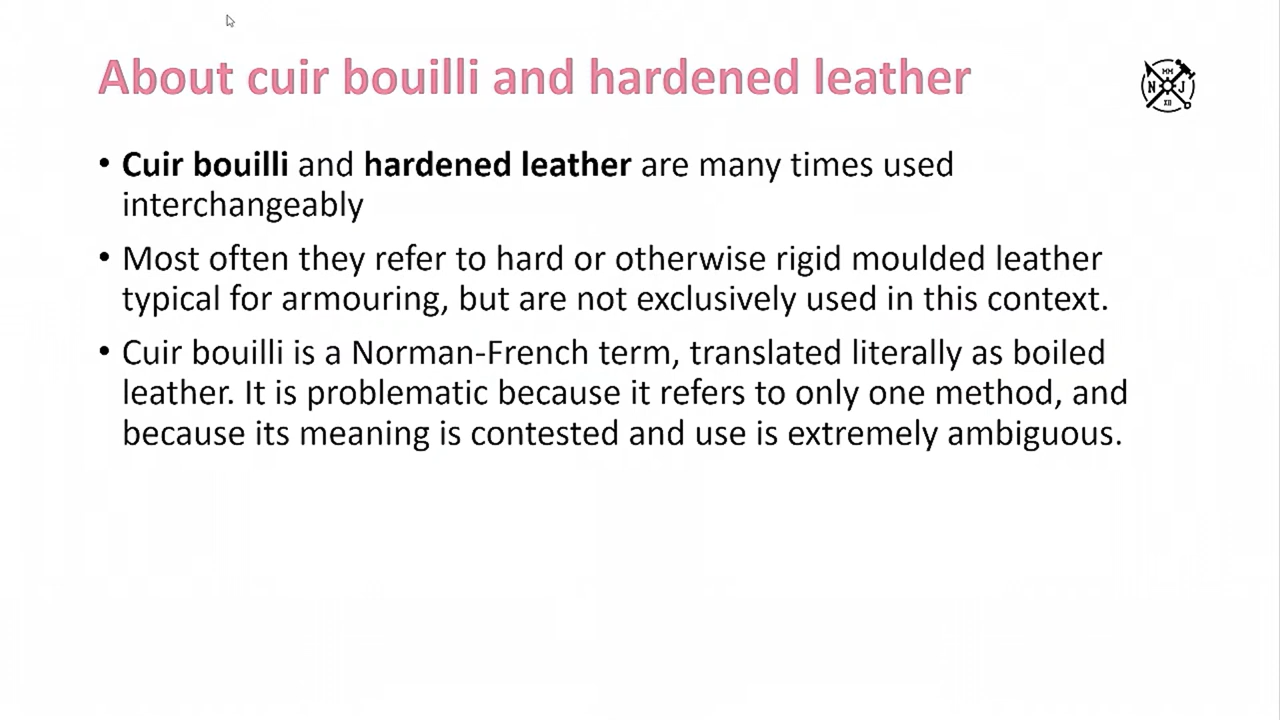 About cuir bouilli and hardened leather
MM
N J
XII
• Cuir bouilli and hardened leather are many times used
interchangeably
• Most often they refer to hard or otherwise rigid moulded leather
typical for armouring, but are not exclusively used in this context.
• Cuir bouilli is a Norman-French term, translated literally as boiled
leather. It is problematic because it refers to only one method, and
because its meaning is contested and use is extremely ambiguous.